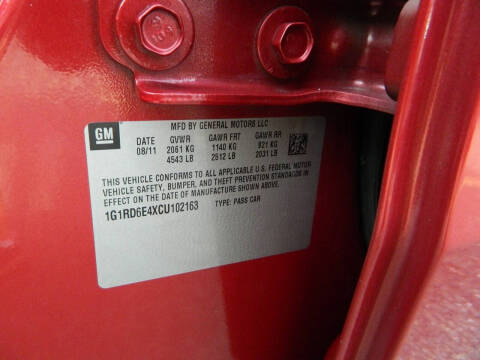 GM
MFD BY GENERAL MOTORS LLC
DATE GVWR GAWR FRT GAWR RR
08/11 2061 KG 1140 KG 921 KG
4543 LB 2512 LB 2031 LB
THIS VEHICLE CONFORMS TO ALL APPLICABLE U.S. FEDERAL MOTOR
VEHICLE SAFETY, BUMPER, AND THEFT PREVENTION STANDARDS IN
EFFECT ON THE DATE OF MANUFACTURE SHOWN ABOVE.
1G1RD6E4XCU102163 TYPE: PASS CAR